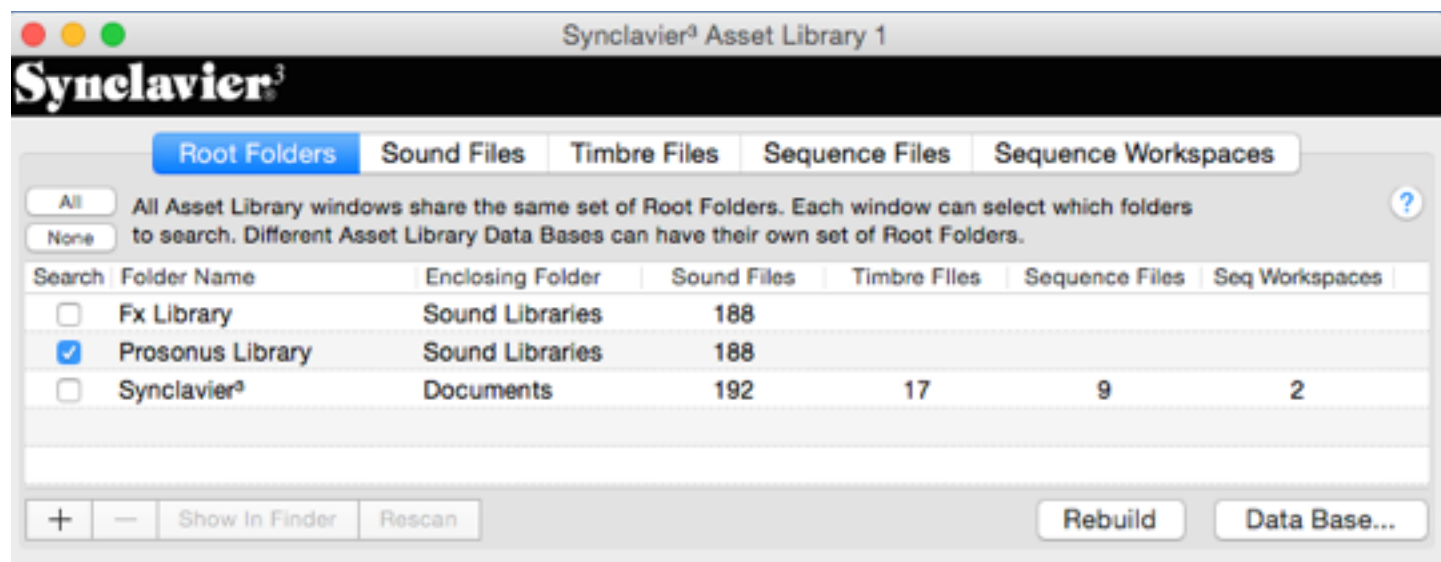 Synclavier³ Asset Library 1
Synclavier³®
Root Folders Sound Files Timbre Files Sequence Files Sequence Workspaces
All All Asset Library windows share the same set of Root Folders. Each window can select which folders ?
None to search. Different Asset Library Data Bases can have their own set of Root Folders.
Search Folder Name Enclosing Folder Sound Files Timbre FIles Sequence Files Seq Workspaces
Fx Library Sound Libraries 188
Prosonus Library Sound Libraries 188
Synclavier³ Documents 192 17 9 2
+ — Show In Finder Rescan Rebuild Data Base...